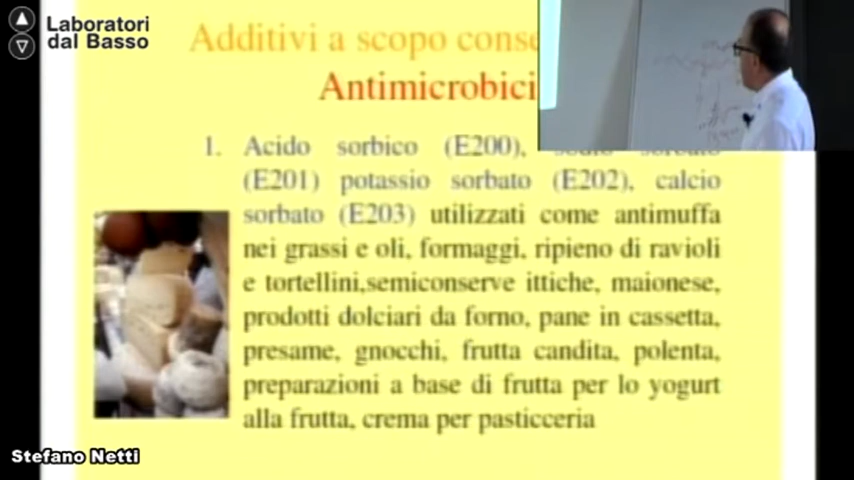 Laboratori
dal Basso
Additivi a scopo
Antimicrobici
1. Acido sorbico (E200),
(E201) potassio sorbato (E202), calcio
sorbato (E203) utilizzati come antimuffa
nei grassi e oli, formaggi, ripieno di ravioli
e tortellini,semiconserve ittiche, maionese,
prodotti dolciari da forno, pane in cassetta,
presame, gnocchi, frutta candita, polenta,
preparazioni a base di frutta per lo yogurt
alla frutta, crema per pasticceria
Stefano Netti